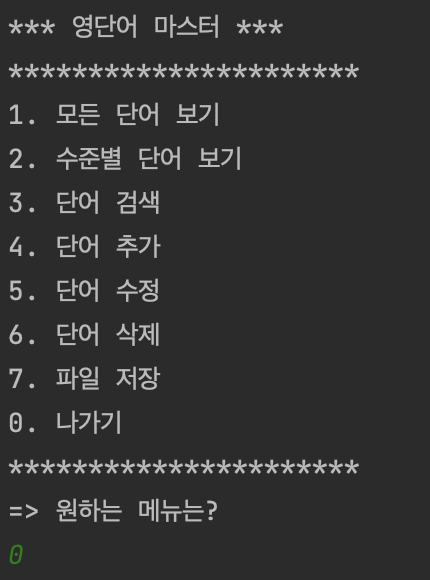 *** 영단어 마스터 ***
**********************
1. 모든 단어 보기
2. 수준별 단어 보기
3. 단어 검색
4. 단어 추가
5. 단어 수정
6. 단어 삭제
7. 파일 저장
0. 나가기
**********************
=> 원하는 메뉴는?
0